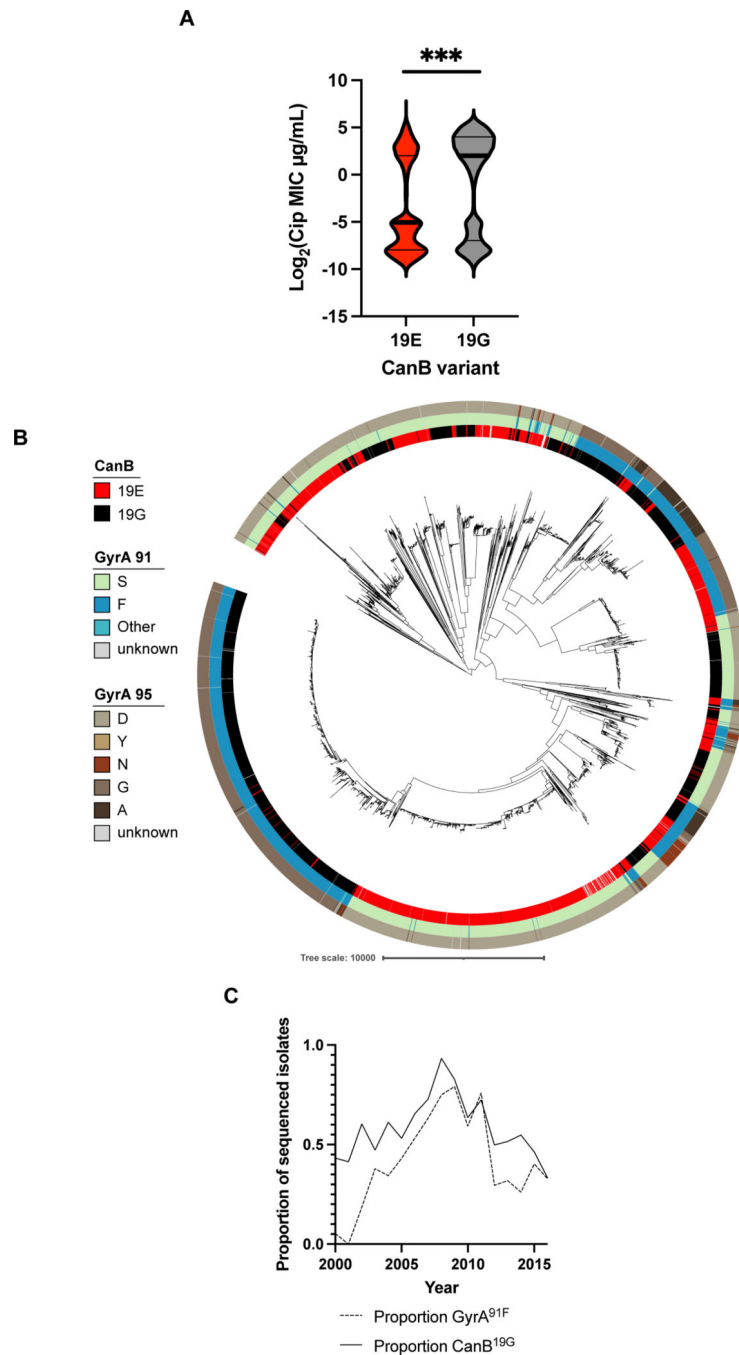 A
***
10
5
0
-5
-10
-15
Log₂(Cip MIC µg/mL)
19E
19G
CanB variant
B
CanB
19E
19G
GyrA 91
S
F
Other
unknown
GyrA 95
D
Y
N
G
A
unknown
Tree scale: 10000
C
1.0
0.5
0.0
Proportion of sequenced isolates
2000
2005
2010
2015
Year
Proportion GyrA⁹¹ᶠ
Proportion CanB¹⁹ᴳ